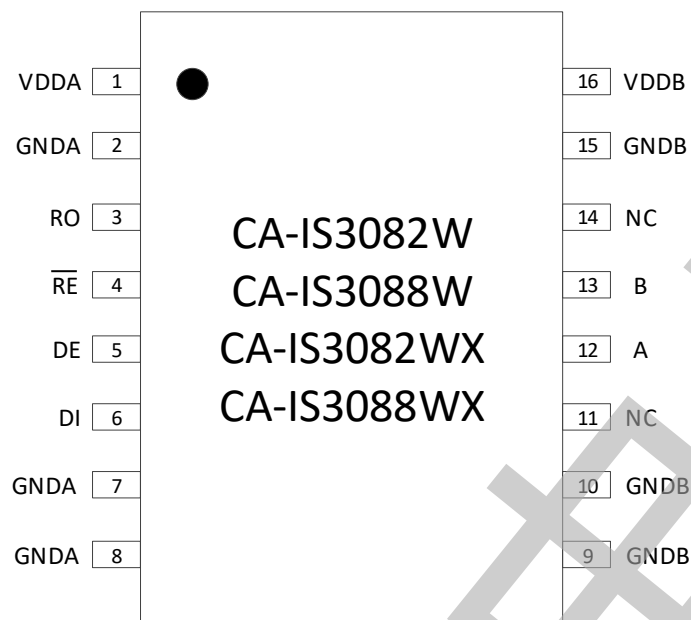 VDDA 1 16 VDDB
GNDA 2 15 GNDB
RO 3 14 NC
CA-IS3082W
R̅E̅ 4 13 B
CA-IS3088W
DE 5 12 A
CA-IS3082WX
DI 6 11 NC
CA-IS3088WX
GNDA 7 10 GNDB
GNDA 8 9 GNDB